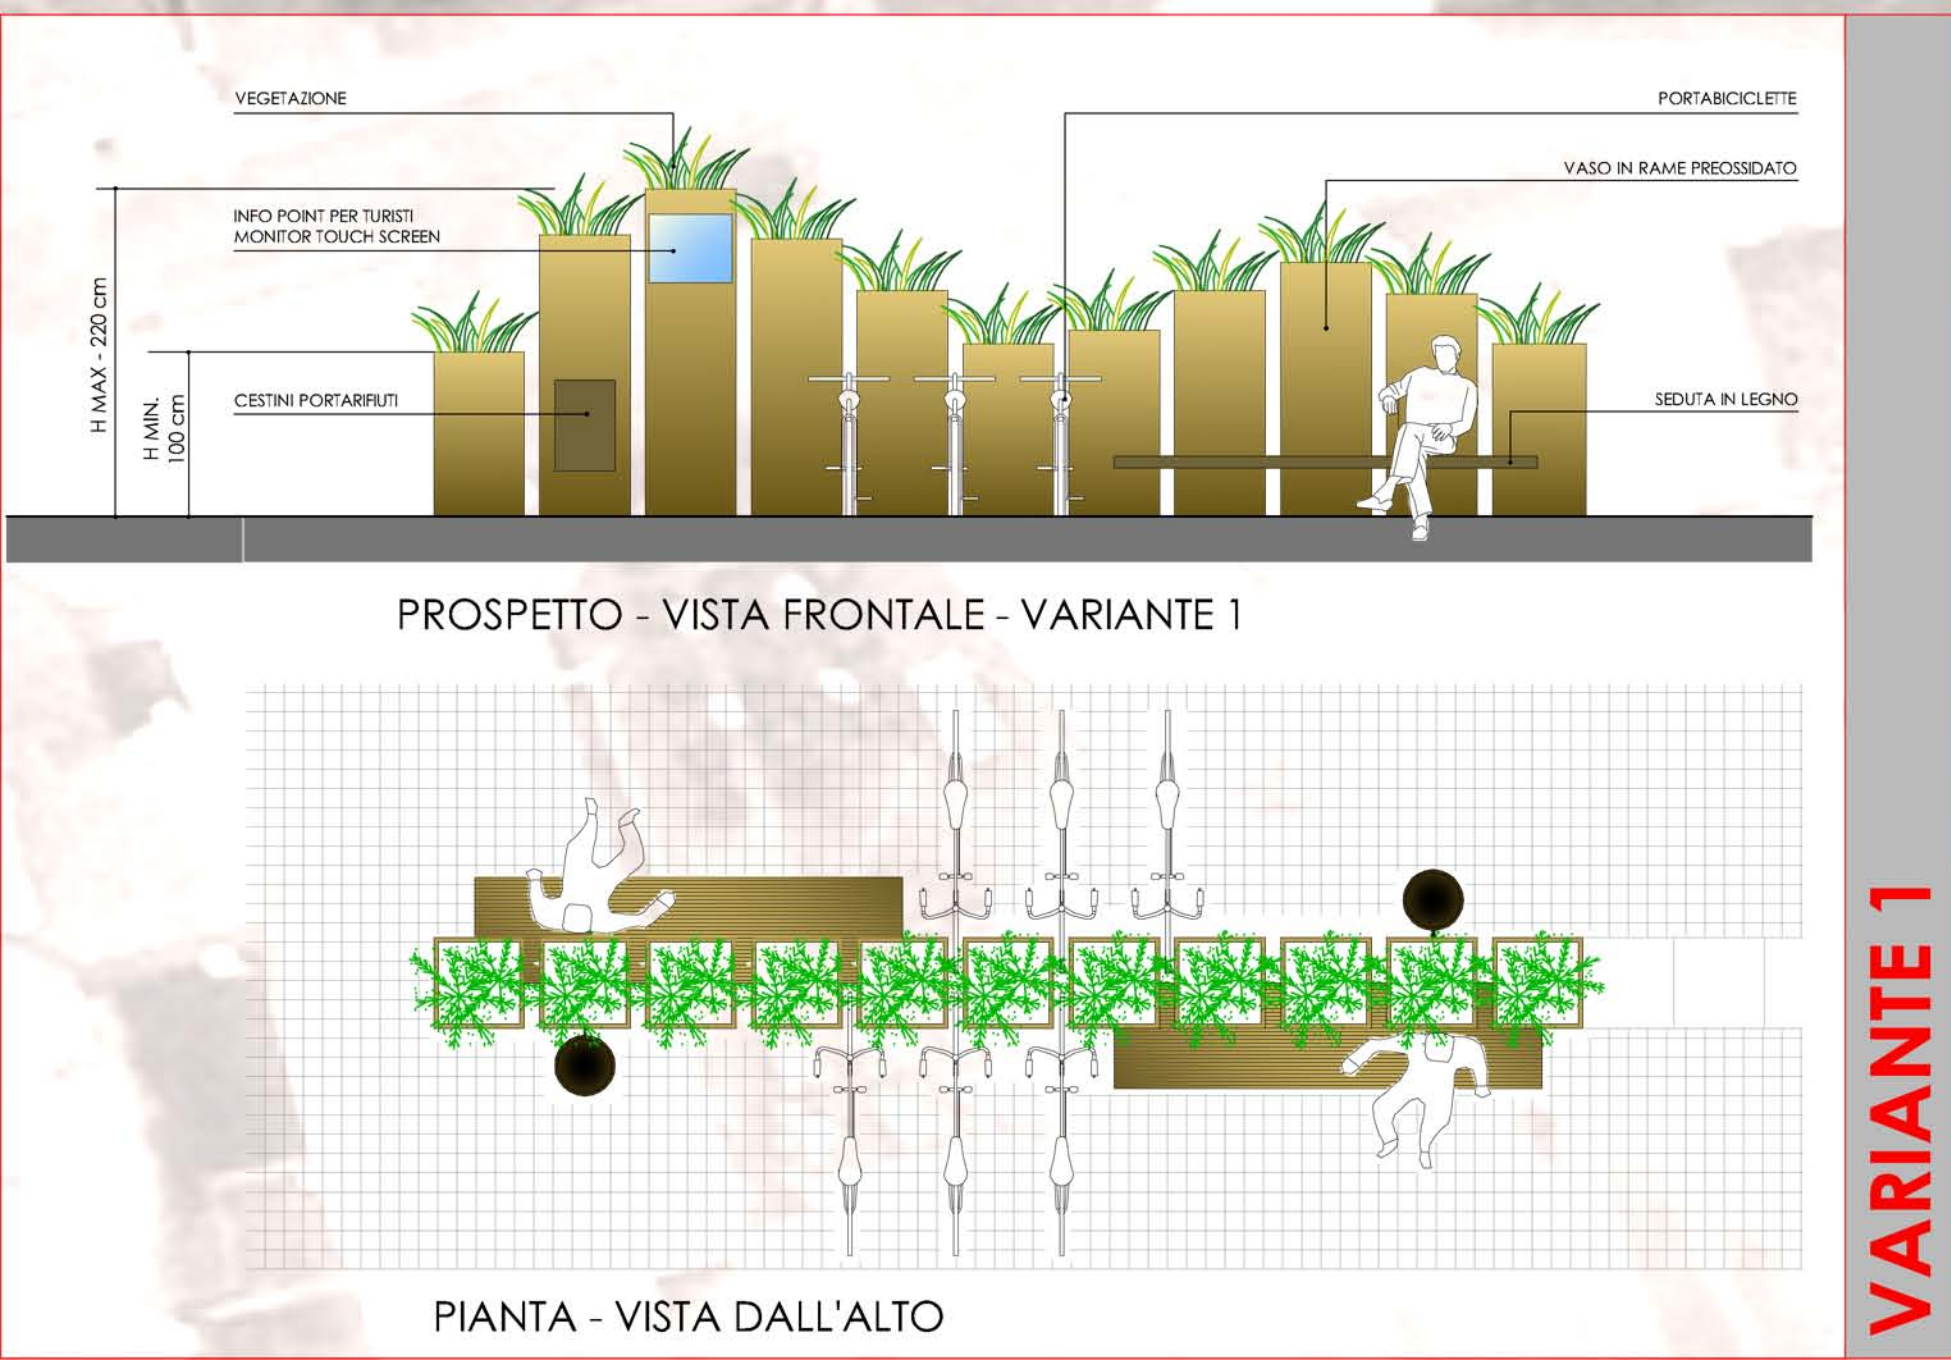 VEGETAZIONE
PORTABICICLETTE
VASO IN RAME PREOSSIDATO
INFO POINT PER TURISTI
MONITOR TOUCH SCREEN
H MAX - 220 cm
H MIN.
100 cm
CESTINI PORTARIFIUTI
SEDUTA IN LEGNO
PROSPETTO - VISTA FRONTALE - VARIANTE 1
PIANTA - VISTA DALL'ALTO
VARIANTE 1